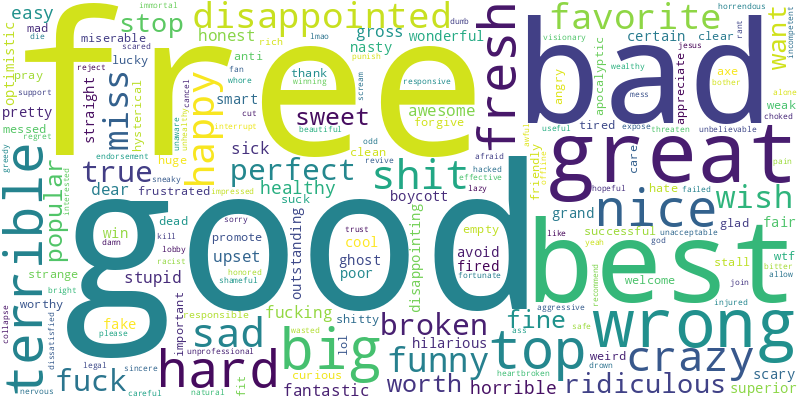 free
bad
good
best
great
wrong
big
top
nice
hard
crazy
terrible
disappointed
favorite
fresh
want
happy
miss
true
perfect
shit
wish
sad
funny
fuck
broken
fine
ridiculous
sweet
popular
stop
worth
horrible
fantastic
fucking
stupid
upset
poor
fake
healthy
sick
awesome
wonderful
easy
mad
honest
gross
nasty
smart
pretty
lucky
miserable
optimistic
pray
messed
regret
support
die
scared
reject
immortal
lmao
rich
anti
fan
whore
thank
winning
punish
responsive
dumb
scream
visionary
wealthy
mess
jesus
rant
bother
incompetent
certain
clear
horrendous
angry
apocalyptic
appreciate
axe
weak
choked
alone
pain
useful
tired
expose
unbelievable
threaten
awful
friendly
care
hate
failed
hopeful
afraid
hacked
lazy
effective
forgive
clean
odd
revive
beautiful
cut
cancel
hysterical
straight
unaware
unhealthy
interrupt
huge
endorsement
greedy
interested
dear
frustrated
sneaky
impressed
suck
boycott
outstanding
disappointing
win
damn
dead
kill
lobby
racist
sorry
promote
honored
shameful
trust
cool
ghost
empty
avoid
fired
fortunate
strange
bright
worthy
please
dissatisfied
collapse
nervous
legal
sincere
careful
important
unprofessional
natural
responsible
shitty
lol
wasted
curious
fit
hilarious
ass
heartbroken
aggressive
safe
recommend
weird
drown
injured
scary
superior
bitter
allow
join
welcome
stall
wtf
fair
glad
grand
successful
like
yeah
god
unacceptable